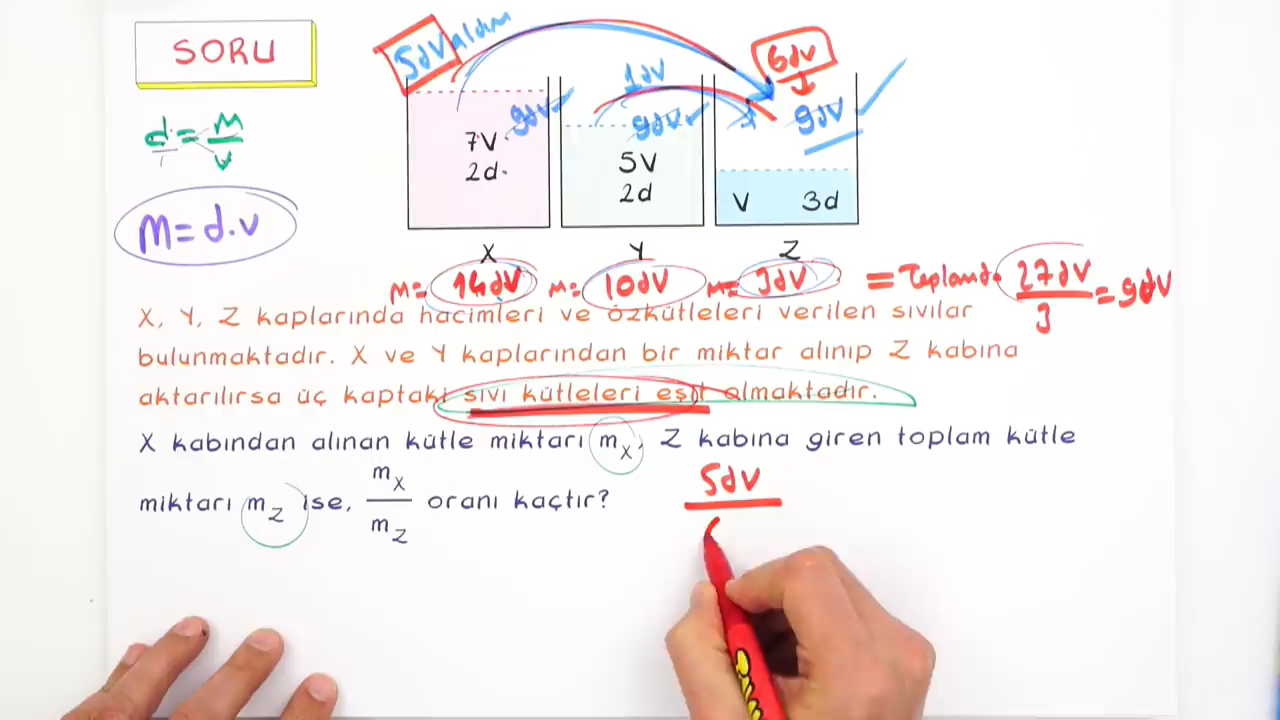 SORU
5dV aldım
1dV
6dv
d = M
V
M = d.v
7V
2d
9dV
5V
2d
9dV
9dV
V 3d
X Y Z
M= 14dV M= 10dV M= 3dV = Toplamda 27dV = 9dV
3
X, Y, Z kaplarında hacimleri ve özkütleleri verilen sıvılar
bulunmaktadır. X ve Y kaplarından bir miktar alınıp Z kabına
aktarılırsa üç kaptaki sıvı kütleleri eşit olmaktadır.
X kabından alınan kütle miktarı mX, Z kabına giren toplam kütle
miktarı mZ ise, mX
mZ oranı kaçtır?
5dV